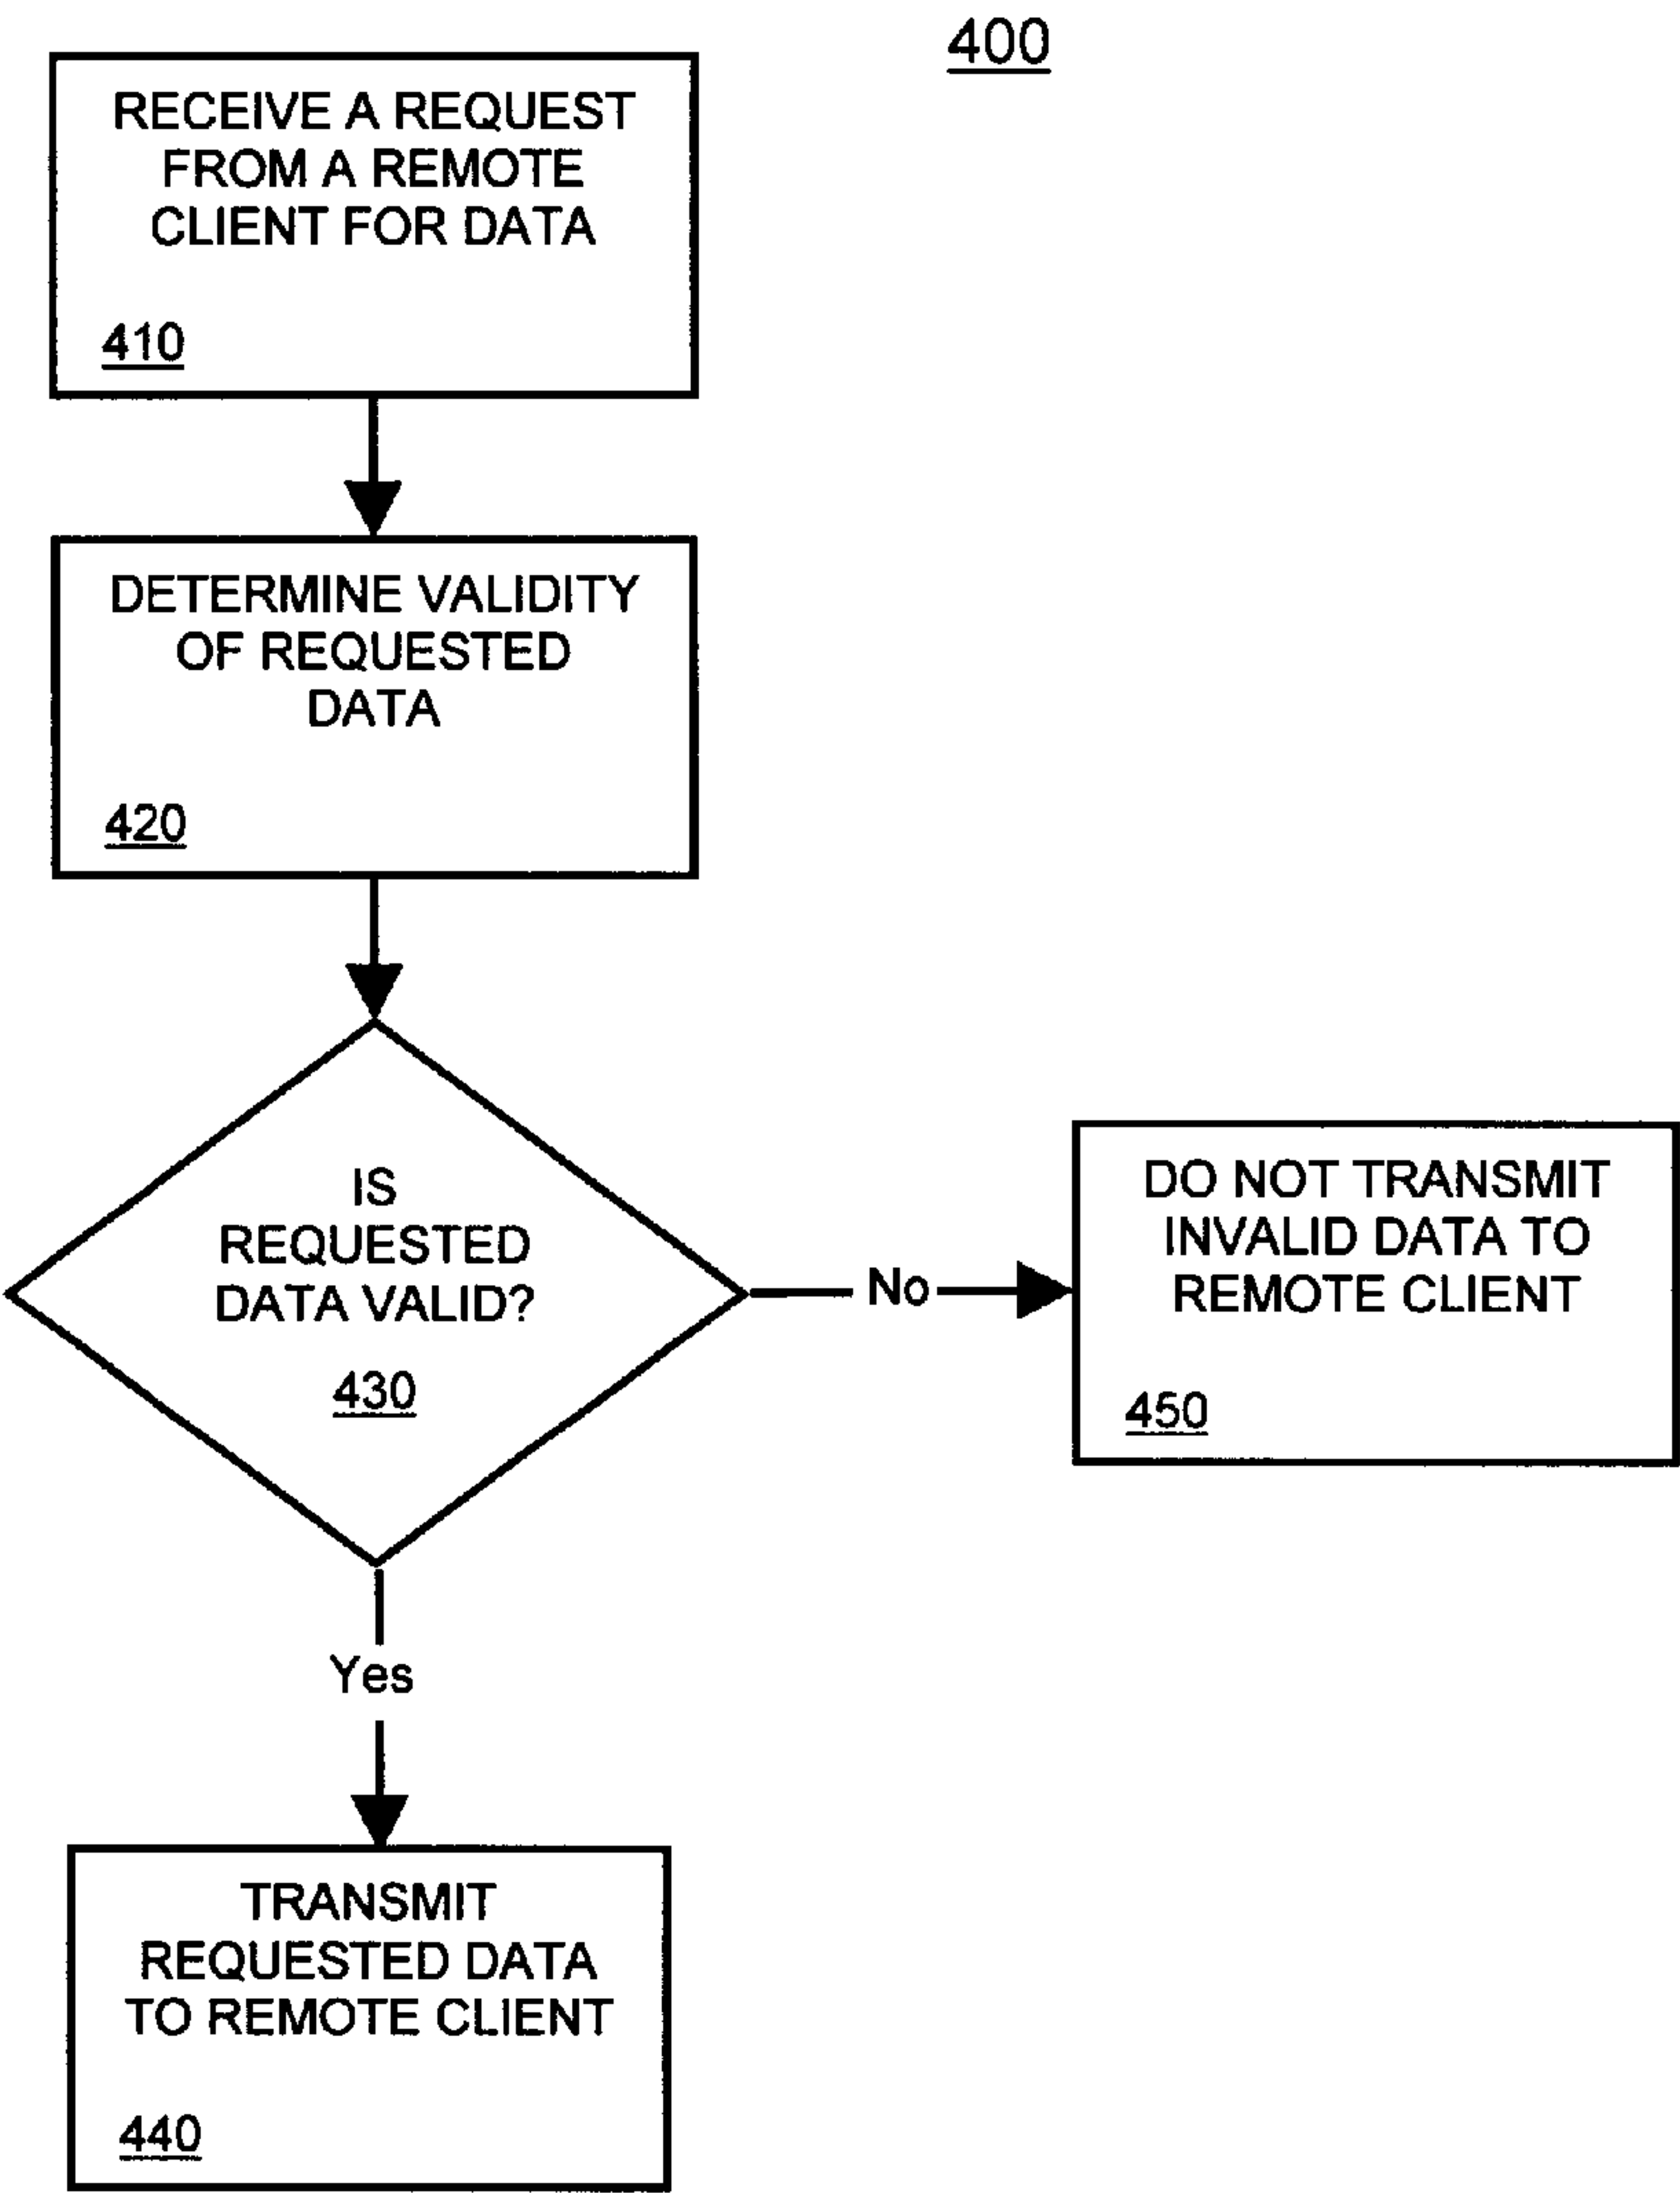 400
RECEIVE A REQUEST
FROM A REMOTE
CLIENT FOR DATA
410
DETERMINE VALIDITY
OF REQUESTED
DATA
420
IS
REQUESTED
DATA VALID?
430
No
DO NOT TRANSMIT
INVALID DATA TO
REMOTE CLIENT
450
Yes
TRANSMIT
REQUESTED DATA
TO REMOTE CLIENT
440